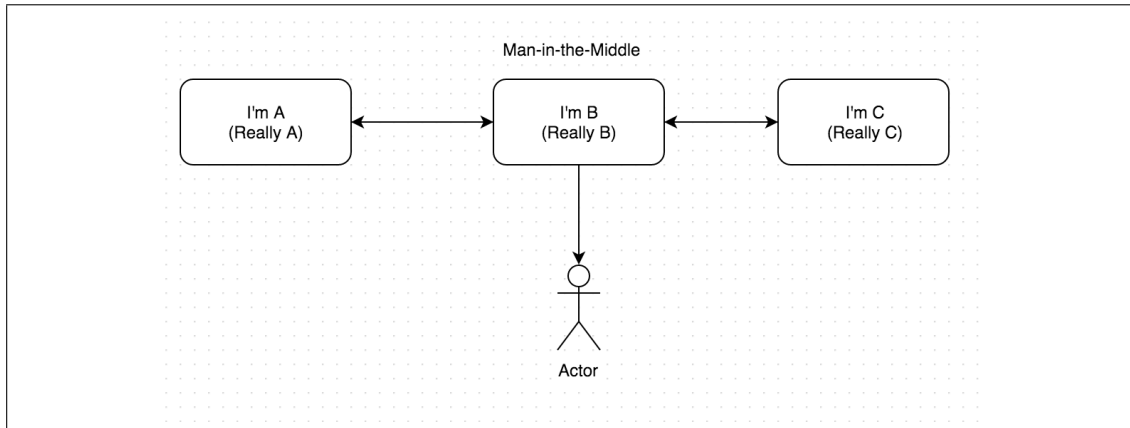 Man-in-the-Middle
I'm A
(Really A)
I'm B
(Really B)
I'm C
(Really C)
Actor